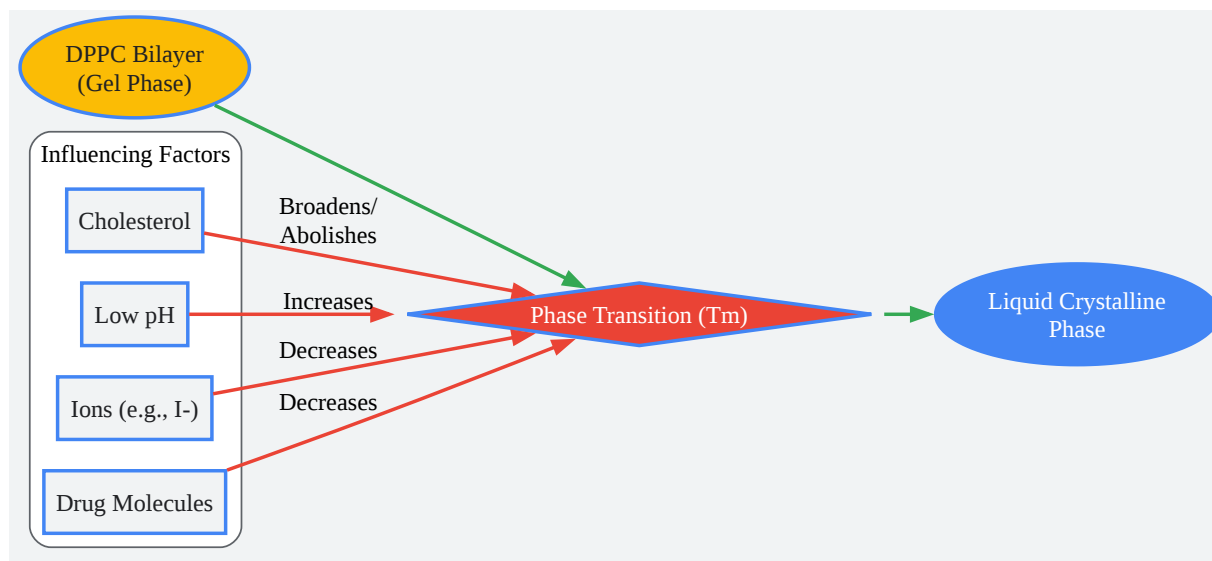 DPPC Bilayer
(Gel Phase)
Influencing Factors
Cholesterol
Broadens/
Abolishes
Low pH
Increases
Phase Transition (Tm)
Liquid Crystalline
Phase
Decreases
Ions (e.g., I-)
Decreases
Drug Molecules